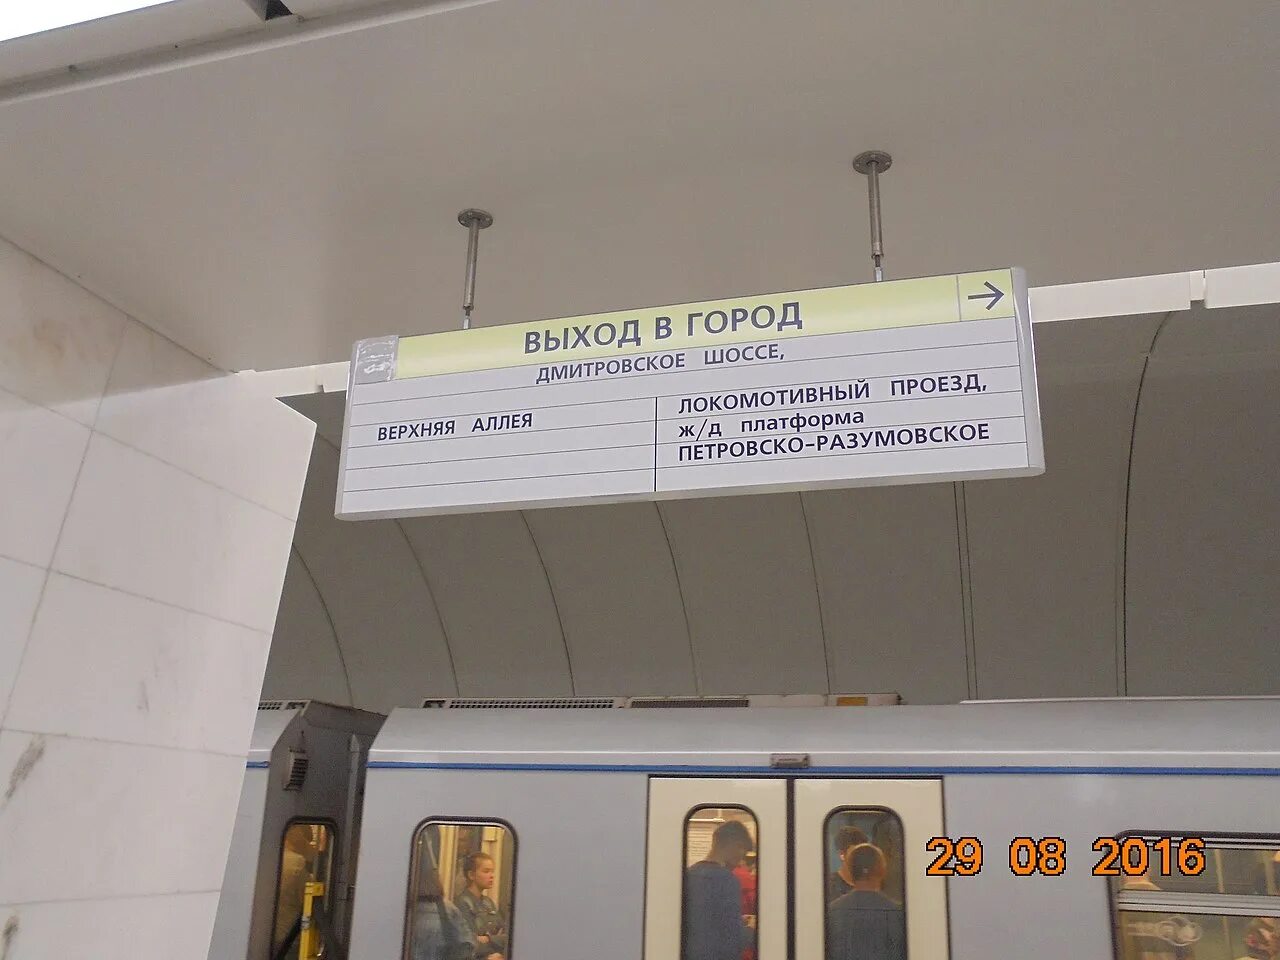 ВЫХОД В ГОРОД →
ДМИТРОВСКОЕ ШОССЕ,
ВЕРХНЯЯ АЛЛЕЯ
ЛОКОМОТИВНЫЙ ПРОЕЗД,
ж/д платформа
ПЕТРОВСКО-РАЗУМОВСКОЕ
29 08 2016